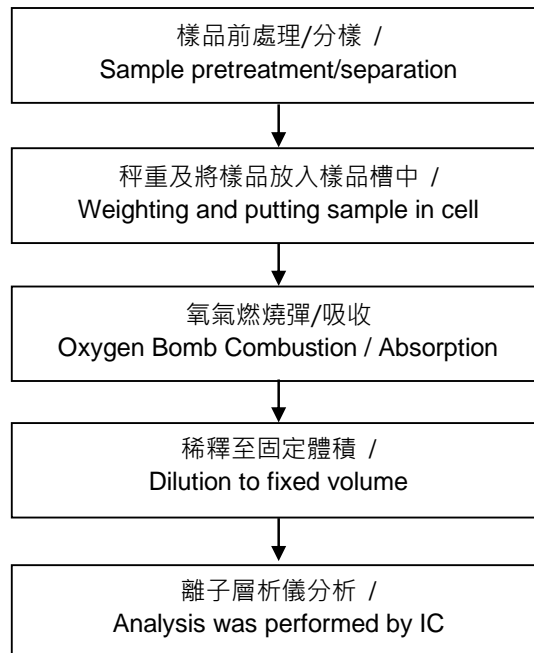 樣品前處理/分樣 /
Sample pretreatment/separation
秤重及將樣品放入樣品槽中 /
Weighting and putting sample in cell
氧氣燃燒彈/吸收
Oxygen Bomb Combustion / Absorption
稀釋至固定體積 /
Dilution to fixed volume
離子層析儀分析 /
Analysis was performed by IC